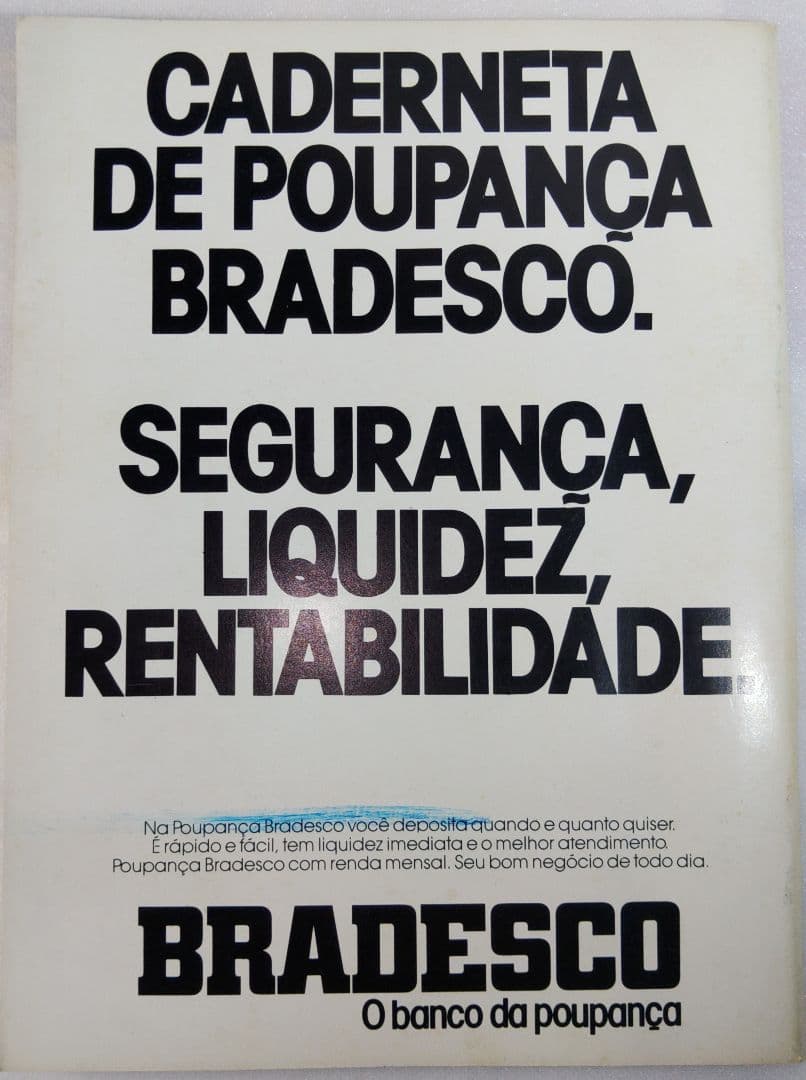 CADERNETA
DE POUPANÇA
BRADESCO.
SEGURANÇA,
LIQUIDEZ,
RENTABILIDADE.
Na Poupança Bradesco você deposita quando e quanto quiser.
É rápido e fácil, tem liquidez imediata e o melhor atendimento.
Poupança Bradesco com renda mensal. Seu bom negócio de todo dia.
BRADESCO
O banco da poupança